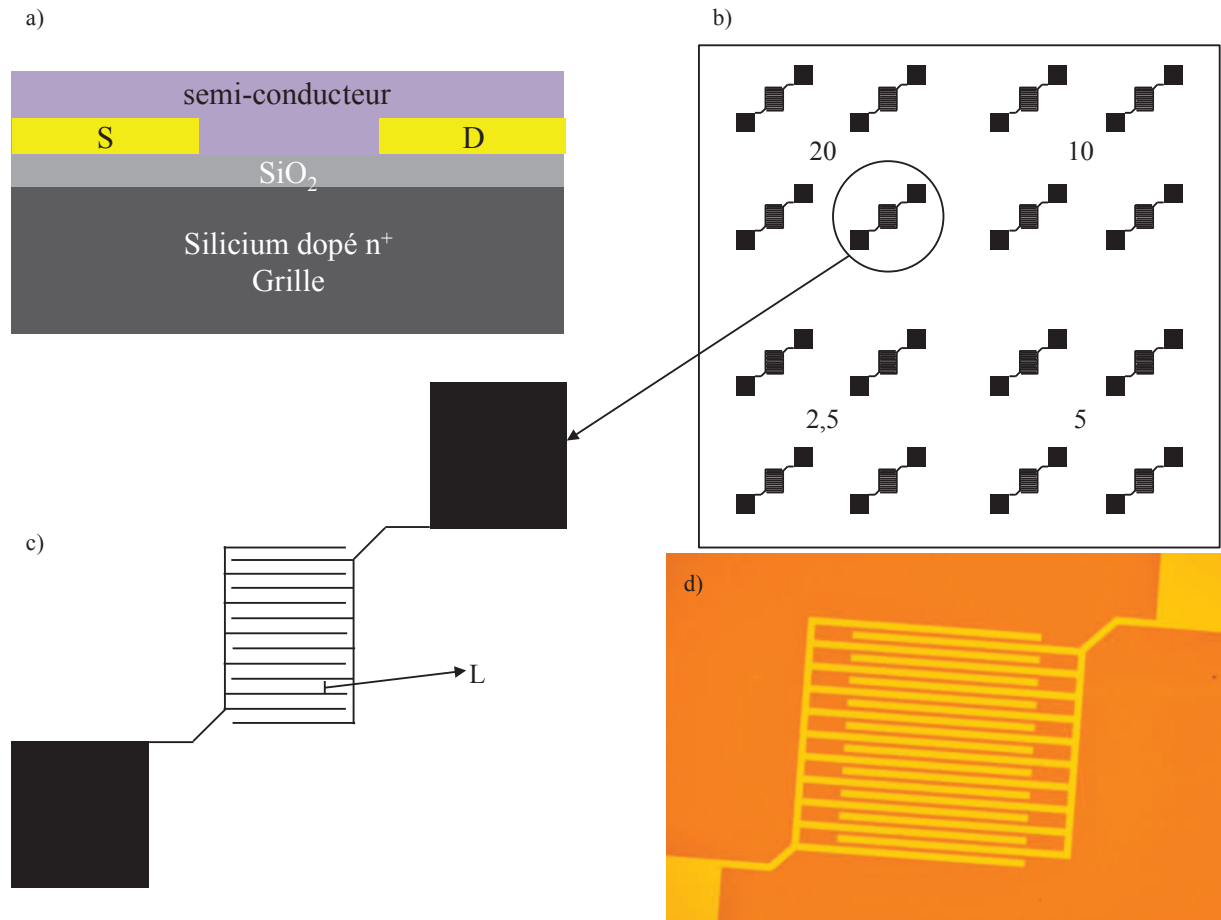 a)
semi-conducteur
S D
SiO₂
Silicium dopé n⁺
Grille
b)
20 10
2,5 5
c)
L
d)